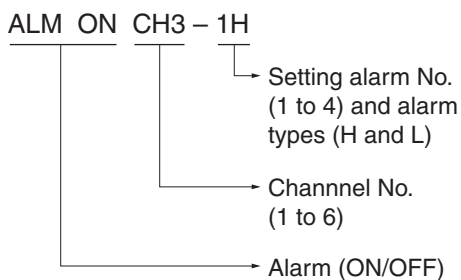 ALM ON CH3 – 1H
Setting alarm No.
(1 to 4) and alarm
types (H and L)
Channnel No.
(1 to 6)
Alarm (ON/OFF)